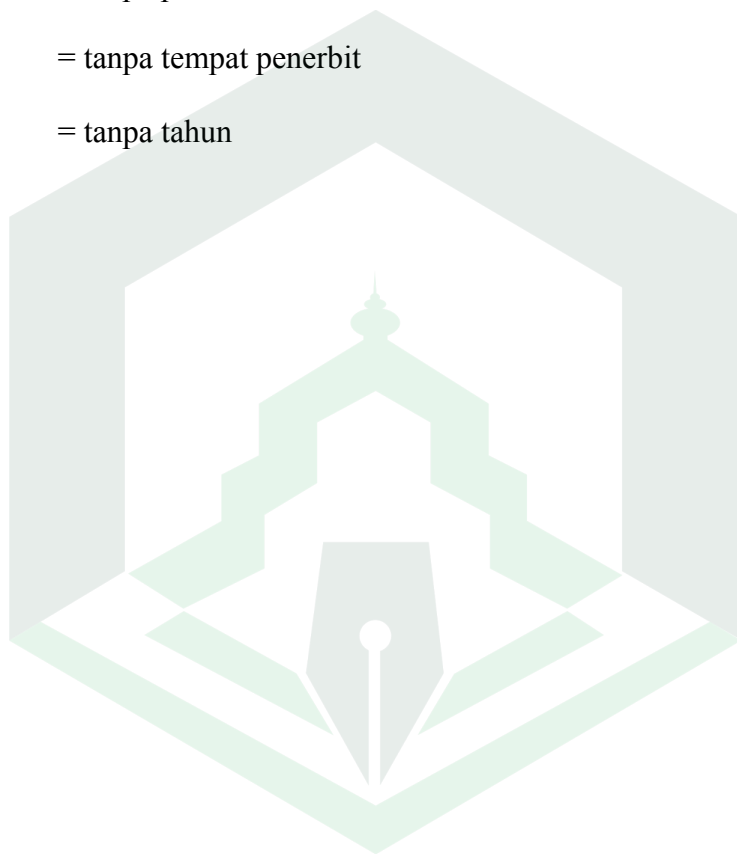 = tanpa tempat penerbit
= tanpa tahun